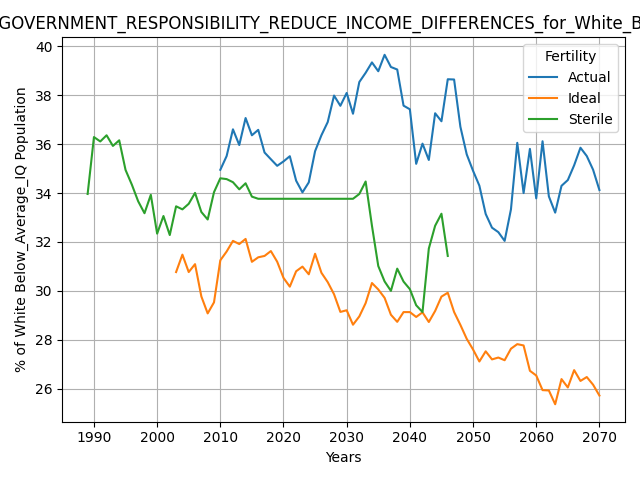 GOVERNMENT_RESPONSIBILITY_REDUCE_INCOME_DIFFERENCES_for_White_B
% of White Below_Average_IQ Population
40
38
36
34
32
30
28
26
Fertility
Actual
Ideal
Sterile
1990 2000 2010 2020 2030 2040 2050 2060 2070
Years